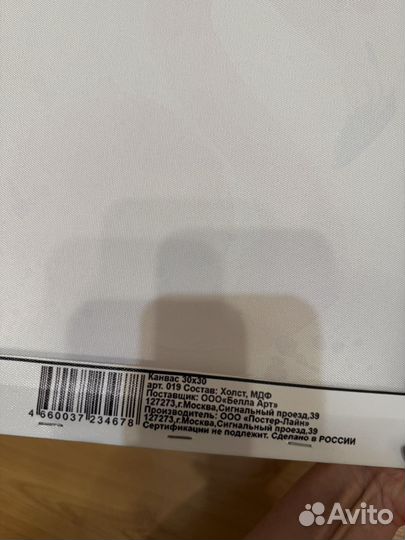 Канвас 30x30
арт. 019 Состав: Холст, МДФ
Поставщик: ООО«Белла Арт»
127273,г.Москва,Сигнальный проезд,39
Производитель: ООО «Постер-Лайн»
127273,г.Москва,Сигнальный проезд,39
Сертификации не подлежит. Сделано в РОССИИ
4 660037 234678
Avito